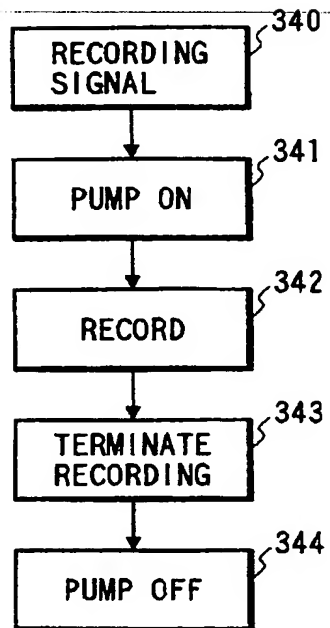 340
RECORDING
SIGNAL
341
PUMP ON
342
RECORD
343
TERMINATE
RECORDING
344
PUMP OFF